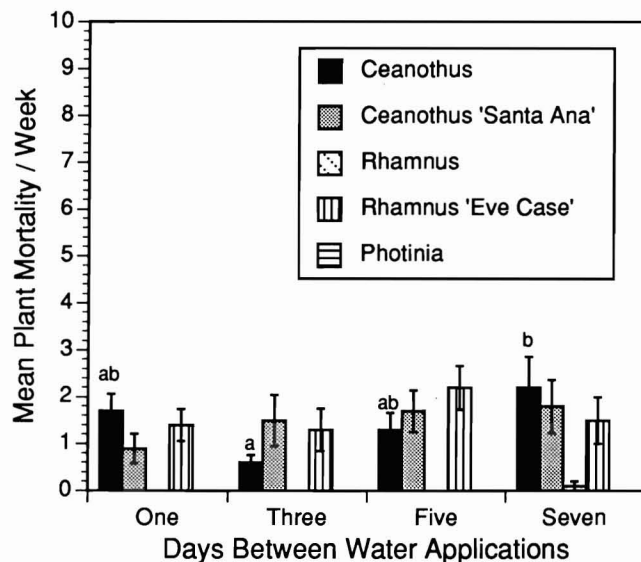 Mean Plant Mortality / Week
10
9
8
7
6
5
4
3
2
1
0
Ceanothus
Ceanothus 'Santa Ana'
Rhamnus
Rhamnus 'Eve Case'
Photinia
ab
a
ab
b
One Three Five Seven
Days Between Water Applications